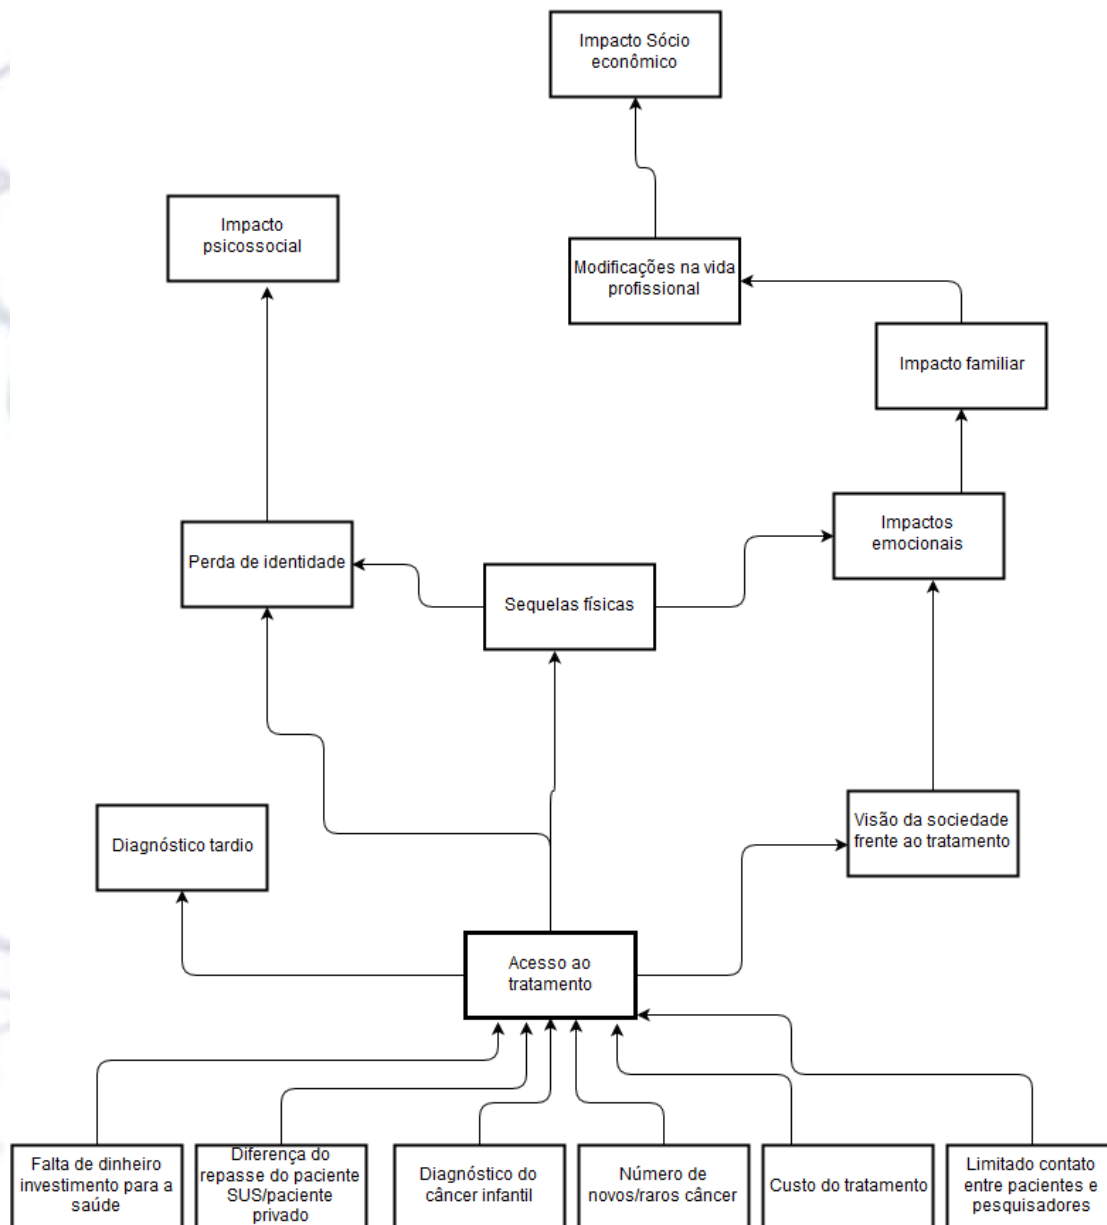 Impacto Sócio
econômico
Impacto
psicossocial
Modificações na vida
profissional
Impacto familiar
Impactos
emocionais
Perda de identidade
Sequelas físicas
Visão da sociedade
frente ao tratamento
Diagnóstico tardio
Acesso ao
tratamento
Falta de dinheiro
investimento para a
saúde
Diferença do
repasse do paciente
SUS/paciente
privado
Diagnóstico do
câncer infantil
Número de
novos/raros câncer
Custo do tratamento
Limitado contato
entre pacientes e
pesquisadores